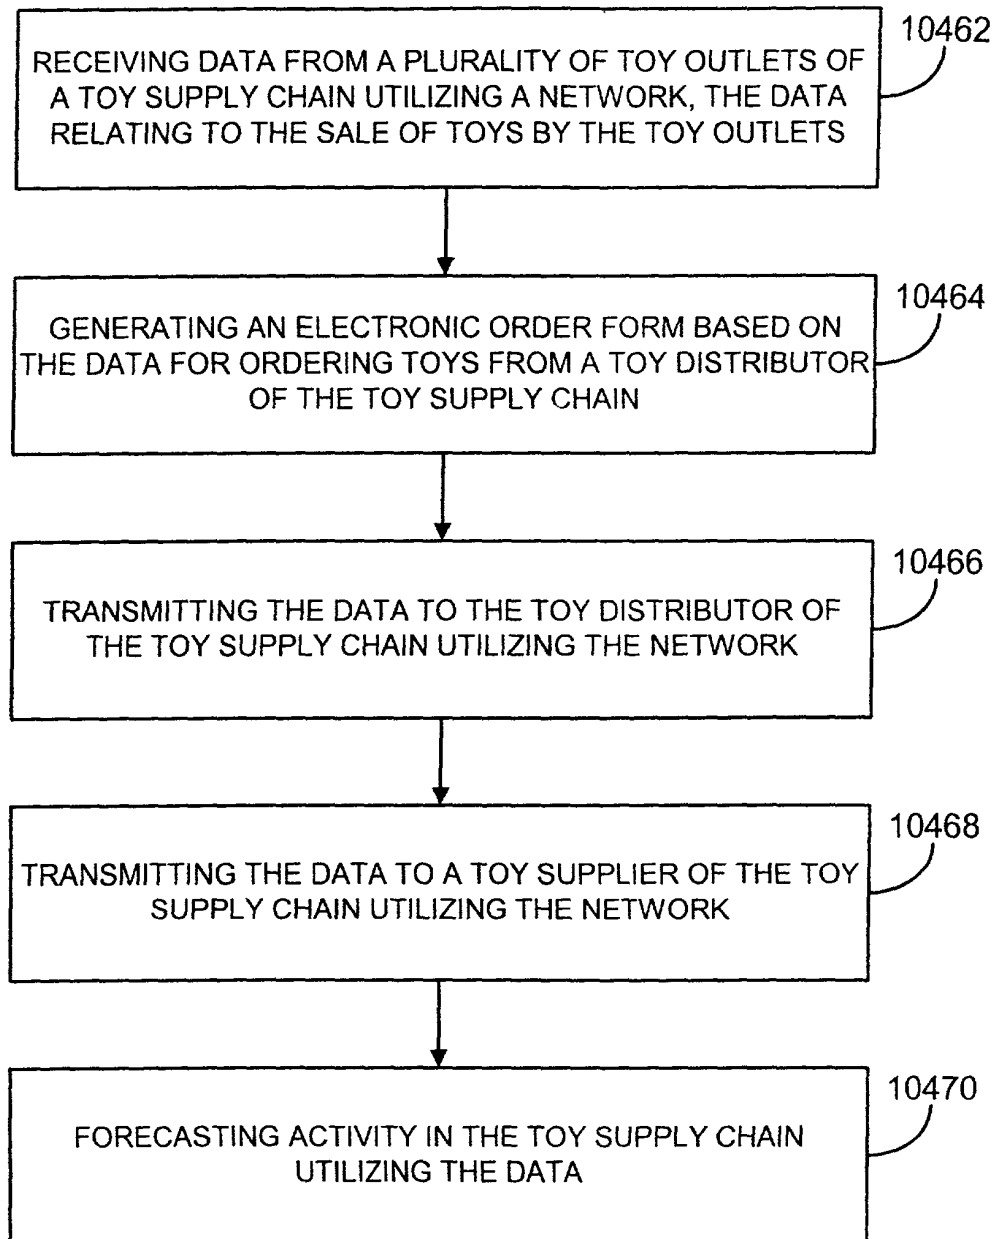 10462
RECEIVING DATA FROM A PLURALITY OF TOY OUTLETS OF
A TOY SUPPLY CHAIN UTILIZING A NETWORK, THE DATA
RELATING TO THE SALE OF TOYS BY THE TOY OUTLETS
10464
GENERATING AN ELECTRONIC ORDER FORM BASED ON
THE DATA FOR ORDERING TOYS FROM A TOY DISTRIBUTOR
OF THE TOY SUPPLY CHAIN
10466
TRANSMITTING THE DATA TO THE TOY DISTRIBUTOR OF
THE TOY SUPPLY CHAIN UTILIZING THE NETWORK
10468
TRANSMITTING THE DATA TO A TOY SUPPLIER OF THE TOY
SUPPLY CHAIN UTILIZING THE NETWORK
10470
FORECASTING ACTIVITY IN THE TOY SUPPLY CHAIN
UTILIZING THE DATA